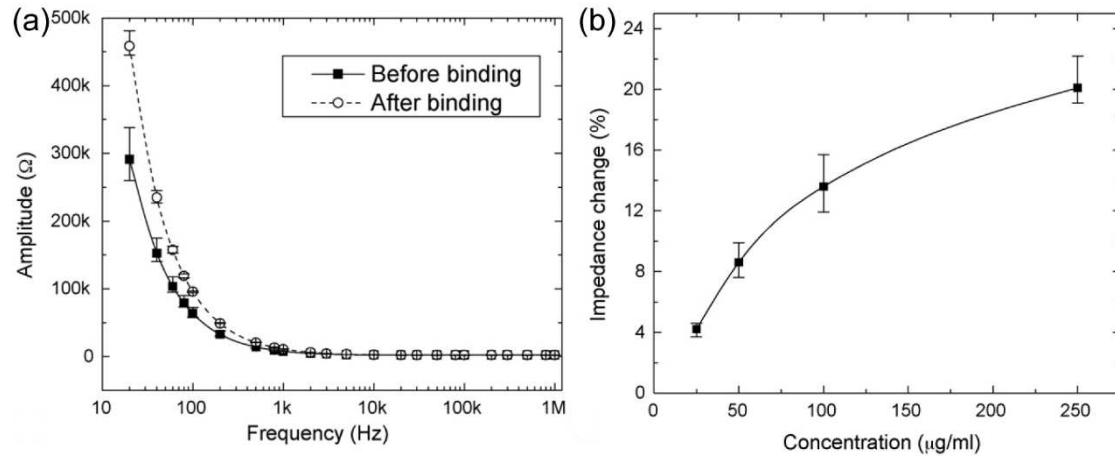 (a)
500k
400k
300k
200k
100k
0
Amplitude (Ω)
Before binding
After binding
10
100
1k
10k
100k
1M
Frequency (Hz)
(b)
24
20
16
12
8
4
0
Impedance change (%)
0
50
100
150
200
250
Concentration (μg/ml)